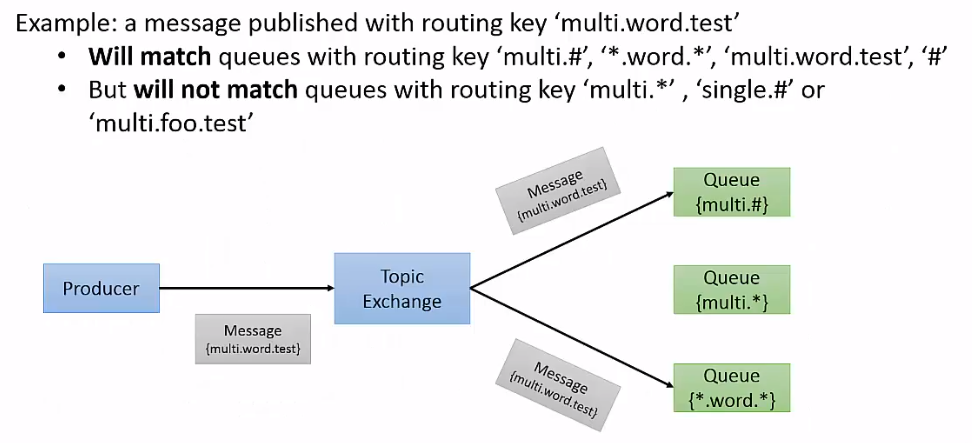 Example: a message published with routing key ‘multi.word.test’
• Will match queues with routing key ‘multi.#’, ‘*.word.*’, ‘multi.word.test’, ‘#’
• But will not match queues with routing key ‘multi.*’ , ‘single.#’ or
‘multi.foo.test’
Message
{multi.word.test}
Queue
{multi.#}
Producer
Topic
Exchange
Queue
{multi.*}
Message
{multi.word.test}
Message
{multi.word.test}
Queue
{*.word.*}